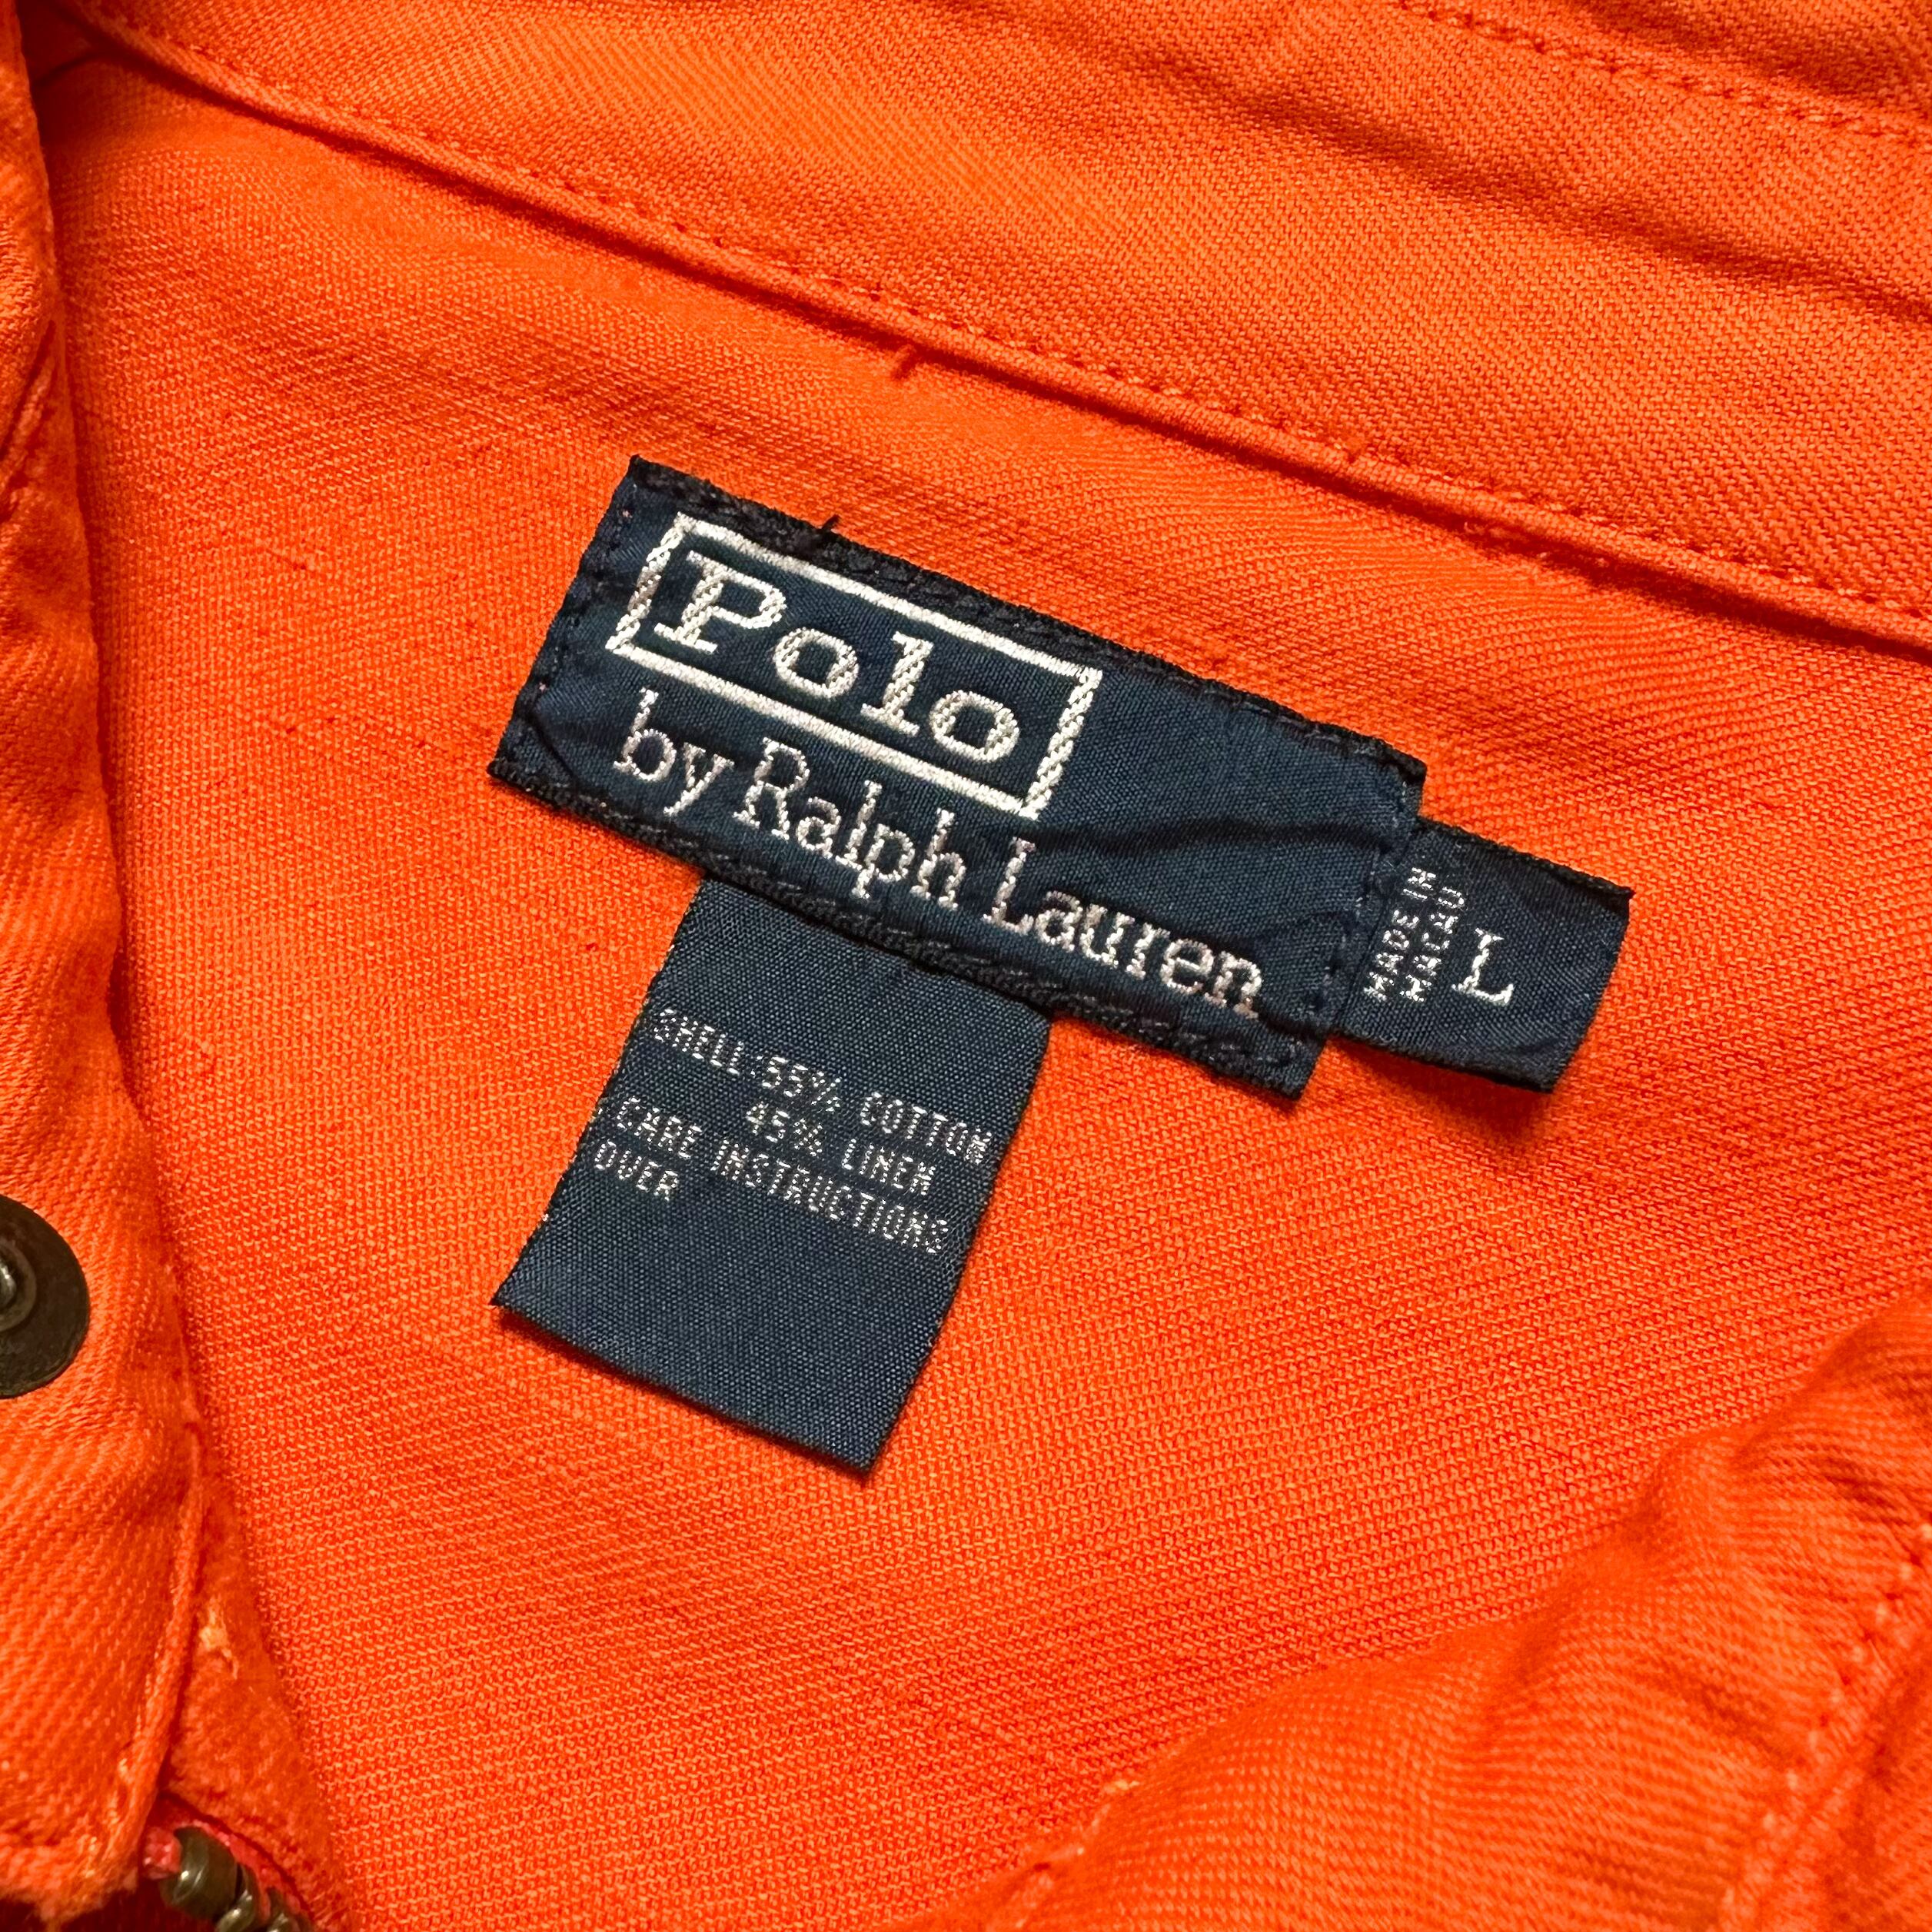 Polo
by Ralph Lauren
MADE IN
MACAU
L
SHELL:55% COTTON
45% LINEN
CARE INSTRUCTIONS
OVER